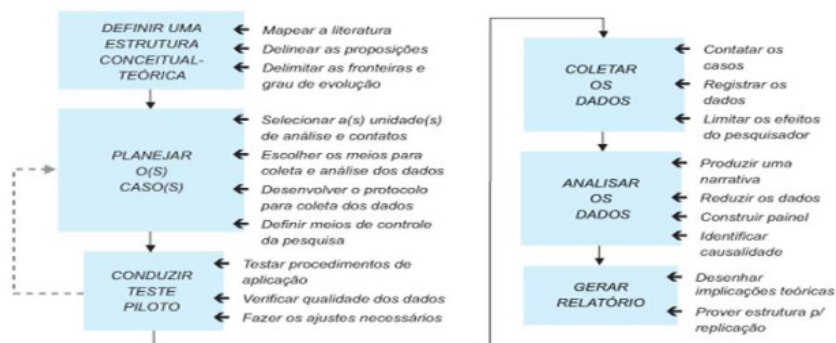 DEFINIR UMA
ESTRUTURA
CONCEITUAL-
TEÓRICA
Mapear a literatura
Delinear as proposições
Delimitar as fronteiras e
grau de evolução
PLANEJAR
O(S)
CASO(S)
Selecionar a(s) unidade(s)
de análise e contatos
Escolher os meios para
coleta e análise dos dados
Desenvolver o protocolo
para coleta dos dados
Definir meios de controle
da pesquisa
CONDUZIR
TESTE
PILOTO
Testar procedimentos de
aplicação
Verificar qualidade dos dados
Fazer os ajustes necessários
COLETAR
OS
DADOS
Contatar os
casos
Registrar os
dados
Limitar os efeitos
do pesquisador
ANALISAR
OS
DADOS
Produzir uma
narrativa
Reduzir os dados
Construir painel
Identificar
causalidade
GERAR
RELATÓRIO
Desenhar
implicações teóricas
Prover estrutura p/
replicação